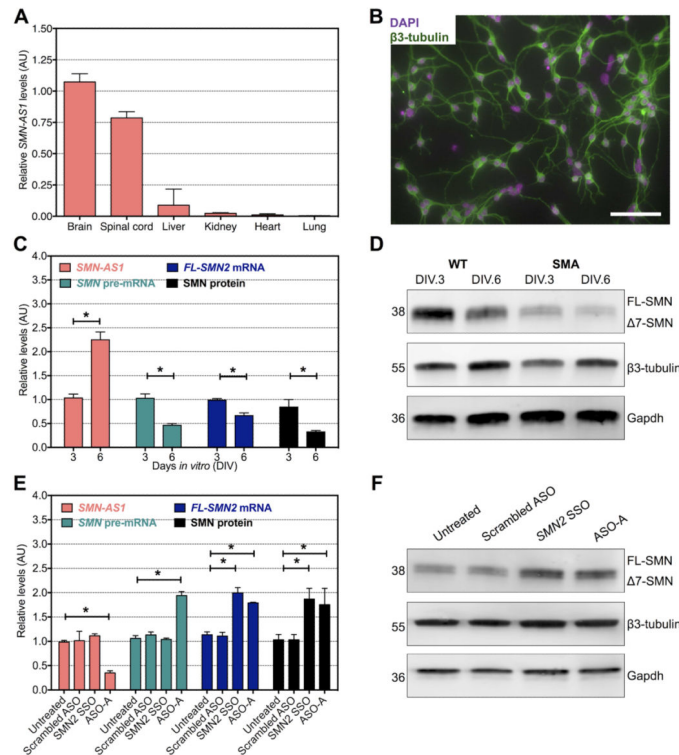 A
Relative SMN-AS1 levels (AU)
1.50
1.25
1.00
0.75
0.50
0.25
0.00
Brain
Spinal cord
Liver
Kidney
Heart
Lung
B
DAPI
β3-tubulin
C
Relative levels (AU)
4.0
3.5
3.0
2.5
2.0
1.5
1.0
0.5
0.0
SMN-AS1
FL-SMN2 mRNA
SMN pre-mRNA
SMN protein
* * * *
3 6 3 6 3 6 3 6
Days in vitro (DIV)
D
WT SMA
DIV.3 DIV.6 DIV.3 DIV.6
38
FL-SMN
Δ7-SMN
55
β3-tubulin
36
Gapdh
E
Relative levels (AU)
4.0
3.5
3.0
2.5
2.0
1.5
1.0
0.5
0.0
SMN-AS1
FL-SMN2 mRNA
SMN pre-mRNA
SMN protein
* * * * * *
Untreated
Scrambled ASO
SMN2 SSO
ASO-A
Untreated
Scrambled ASO
SMN2 SSO
ASO-A
Untreated
Scrambled ASO
SMN2 SSO
ASO-A
Untreated
Scrambled ASO
SMN2 SSO
ASO-A
F
Untreated
Scrambled ASO
SMN2 SSO
ASO-A
38
FL-SMN
Δ7-SMN
55
β3-tubulin
36
Gapdh